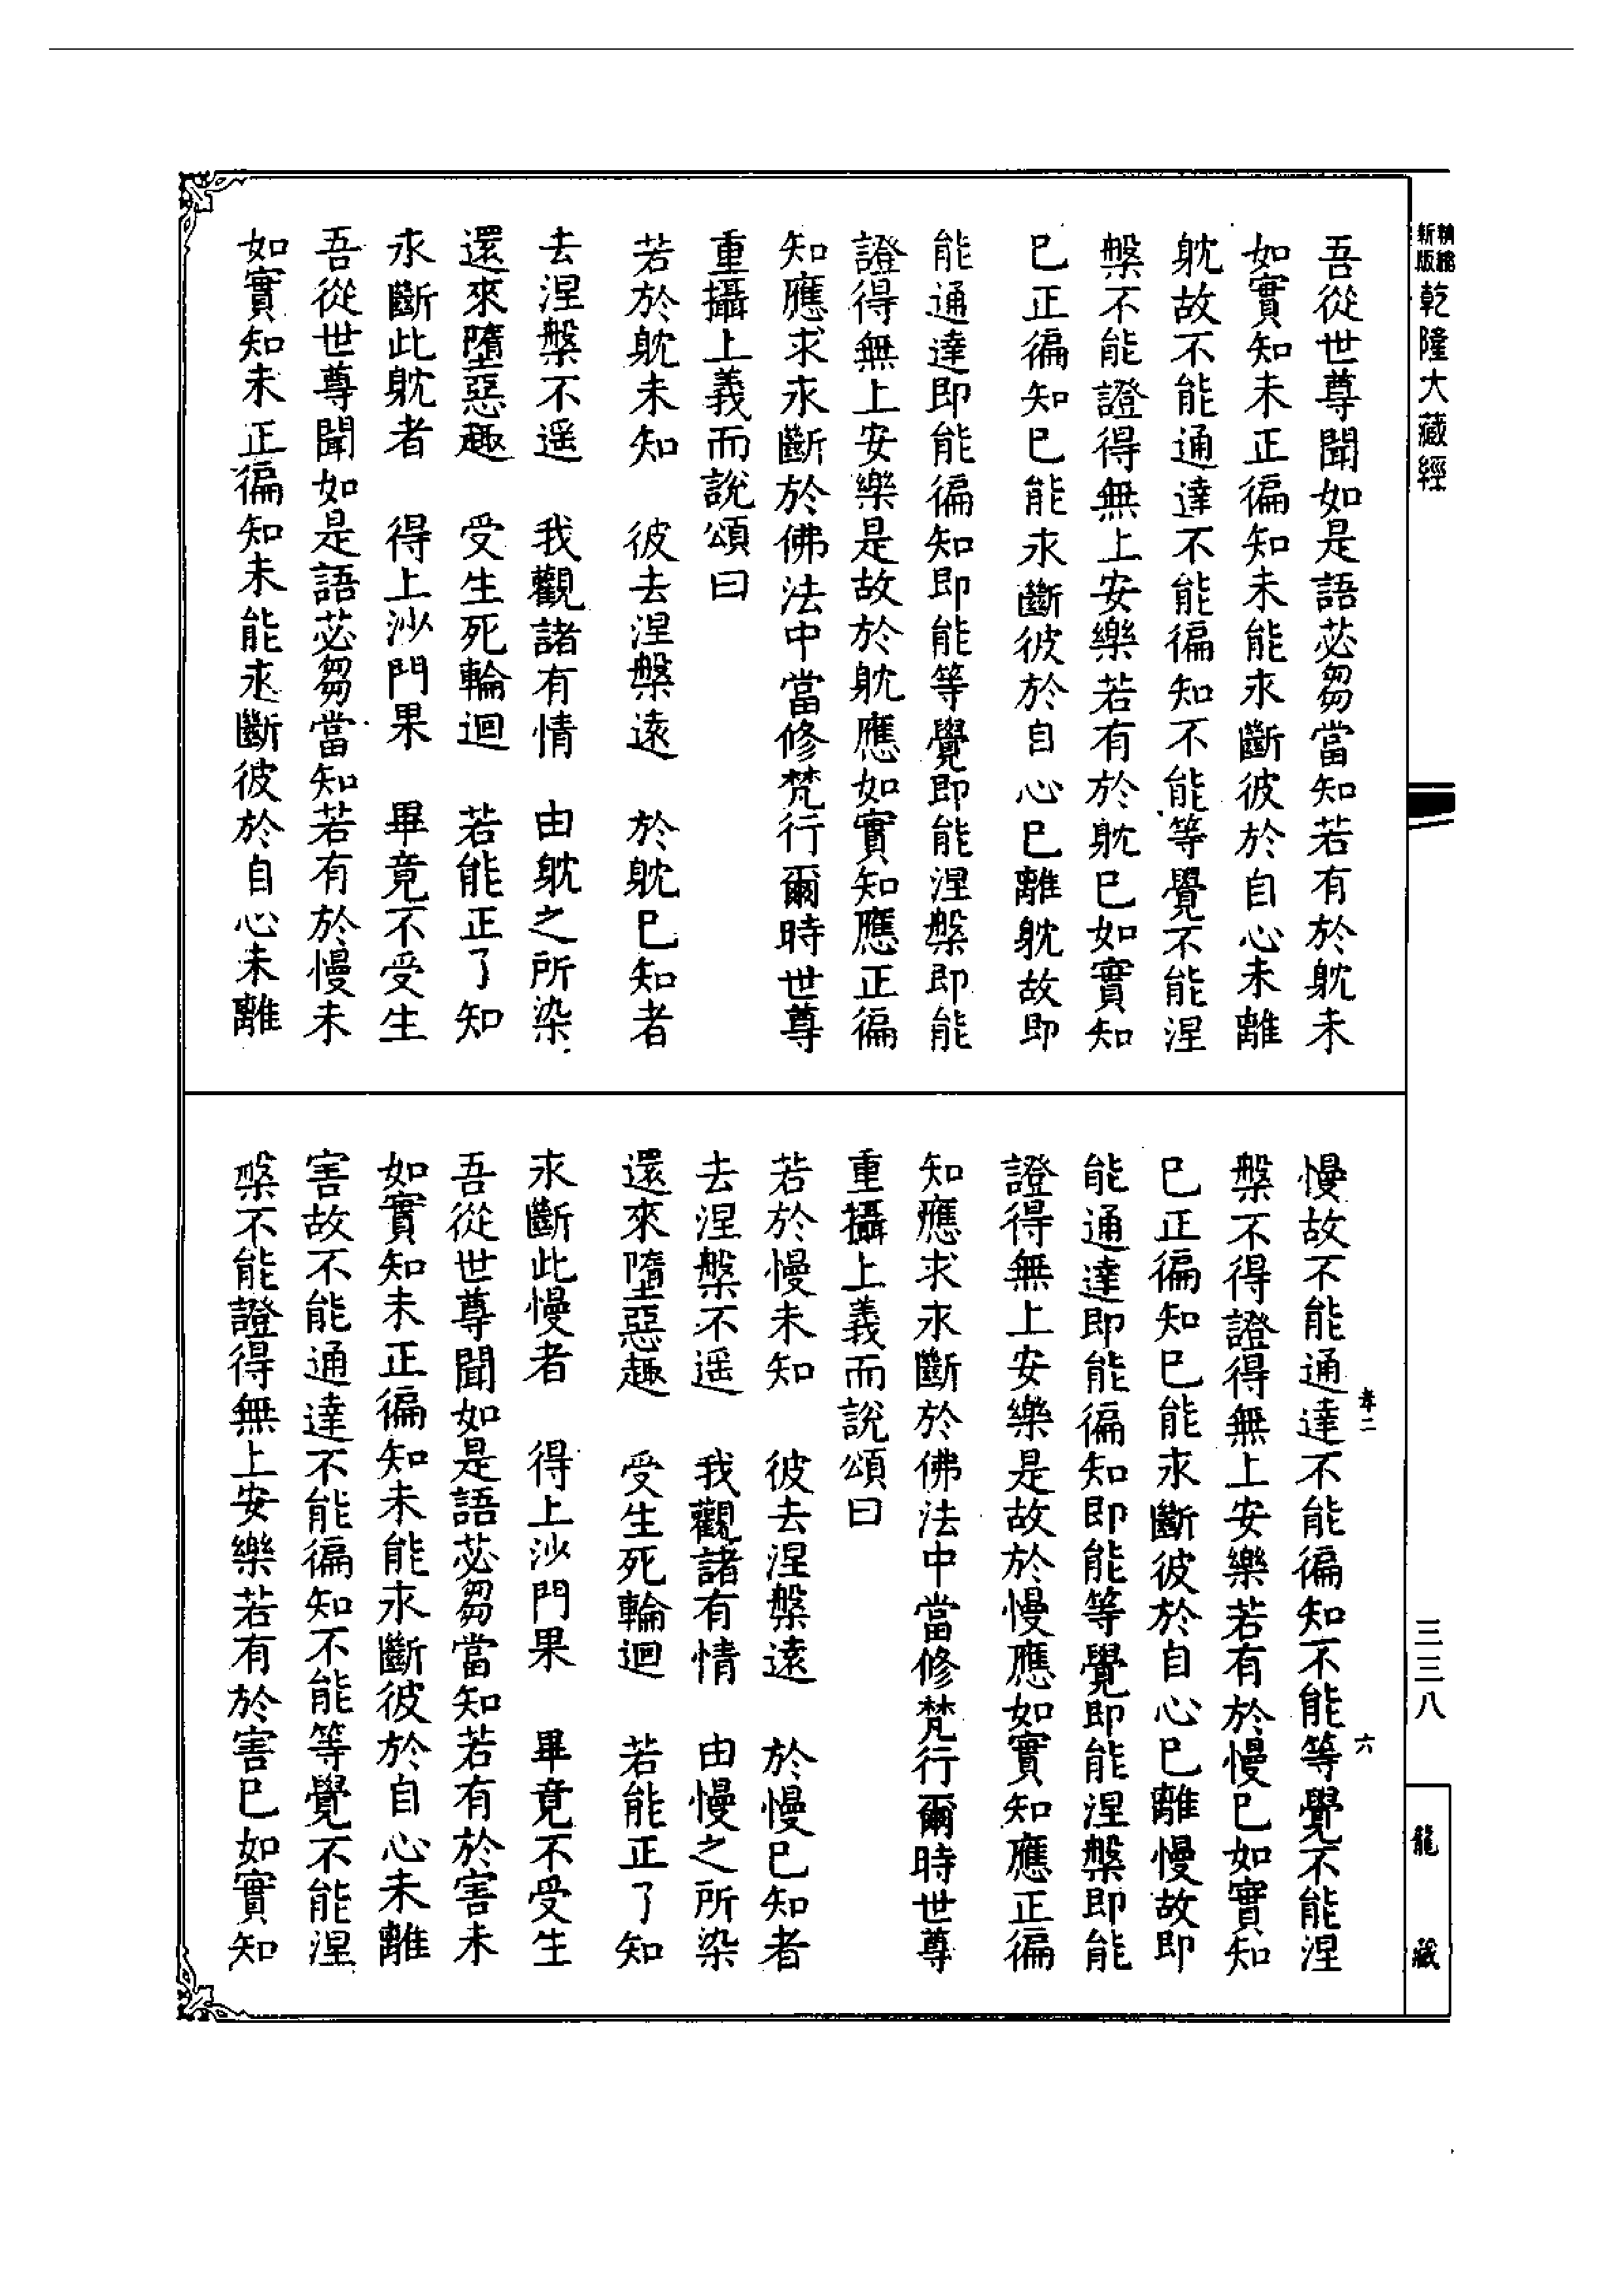 精縮新版乾隆大藏經
吾從世尊聞如是語苾芻當知若有於躭未
如實知未正徧知未能永斷彼於自心未離
躭故不能通達不能徧知不能等覺不能涅
槃不能證得無上安樂若有於躭巳如實知
巳正徧知巳能永斷彼於自心巳離躭故即
能通達即能徧知即能等覺即能涅槃即能
證得無上安樂是故於躭應如實知應正徧
知應求永斷於佛法中當修梵行爾時世尊
重攝上義而說頌曰
若於躭未知　彼去涅槃遠　於躭巳知者
去涅槃不遥　我觀諸有情　由躭之所染
還來墮惡趣　受生死輪迴　若能正了知
永斷此躭者　得上沙門果　畢竟不受生
吾從世尊聞如是語苾芻當知若有於慢未
如實知未正徧知未能永斷彼於自心未離
卷二　六
慢故不能通達不能徧知不能等覺不能涅
槃不得證得無上安樂若有於慢巳如實知
巳正徧知巳能永斷彼於自心巳離慢故即
能通達即能徧知即能等覺即能涅槃即能
證得無上安樂是故於慢應如實知應正徧
知應求永斷於佛法中當修梵行爾時世尊
重攝上義而說頌曰
若於慢未知　彼去涅槃遠　於慢巳知者
去涅槃不遥　我觀諸有情　由慢之所染
還來墮惡趣　受生死輪迴　若能正了知
永斷此慢者　得上沙門果　畢竟不受生
吾從世尊聞如是語苾芻當知若有於害未
如實知未正徧知未能永斷彼於自心未離
害故不能通達不能徧知不能等覺不能涅
槃不能證得無上安樂若有於害巳如實知
三三八
龍藏